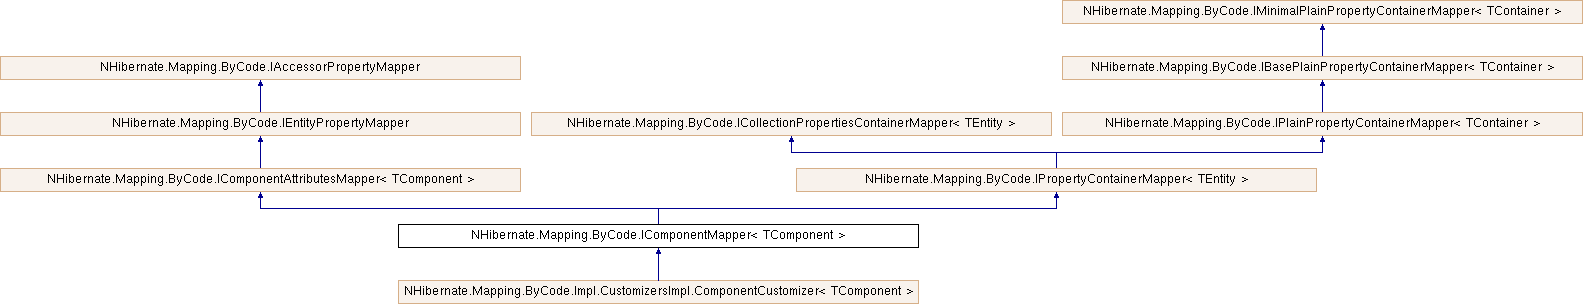 NHibernate.Mapping.ByCode.IMinimalPlainPropertyContainerMapper< TContainer >
NHibernate.Mapping.ByCode.IAccessorPropertyMapper
NHibernate.Mapping.ByCode.IBasePlainPropertyContainerMapper< TContainer >
NHibernate.Mapping.ByCode.IEntityPropertyMapper
NHibernate.Mapping.ByCode.ICollectionPropertiesContainerMapper< TEntity >
NHibernate.Mapping.ByCode.IPlainPropertyContainerMapper< TContainer >
NHibernate.Mapping.ByCode.IComponentAttributesMapper< TComponent >
NHibernate.Mapping.ByCode.IPropertyContainerMapper< TEntity >
NHibernate.Mapping.ByCode.IComponentMapper< TComponent >
NHibernate.Mapping.ByCode.Impl.CustomizersImpl.ComponentCustomizer< TComponent >